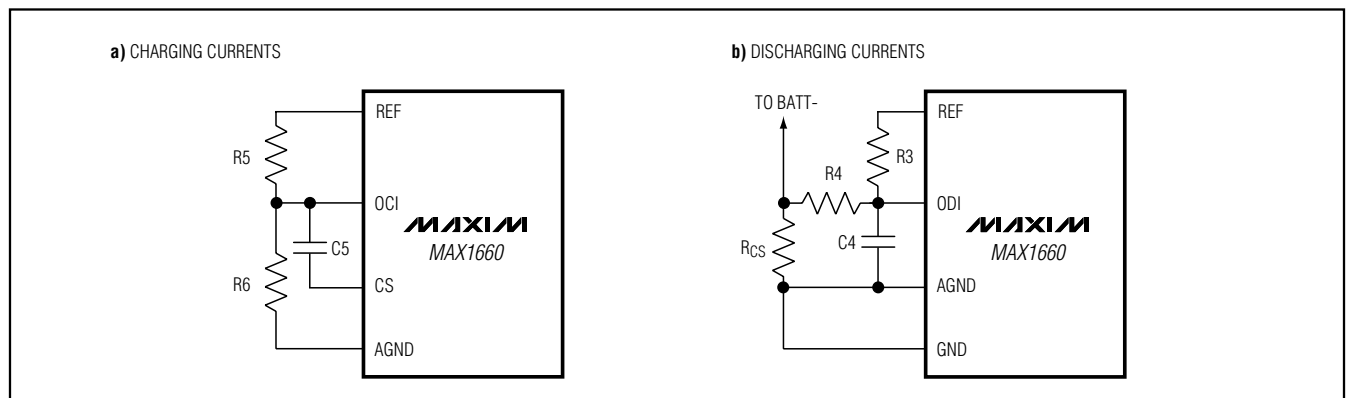 a) CHARGING CURRENTS
REF
R5
OCI
C5
MAXIM
MAX1660
R6
CS
AGND
b) DISCHARGING CURRENTS
TO BATT-
REF
R3
R4
ODI
MAXIM
MAX1660
RCS
C4
AGND
GND